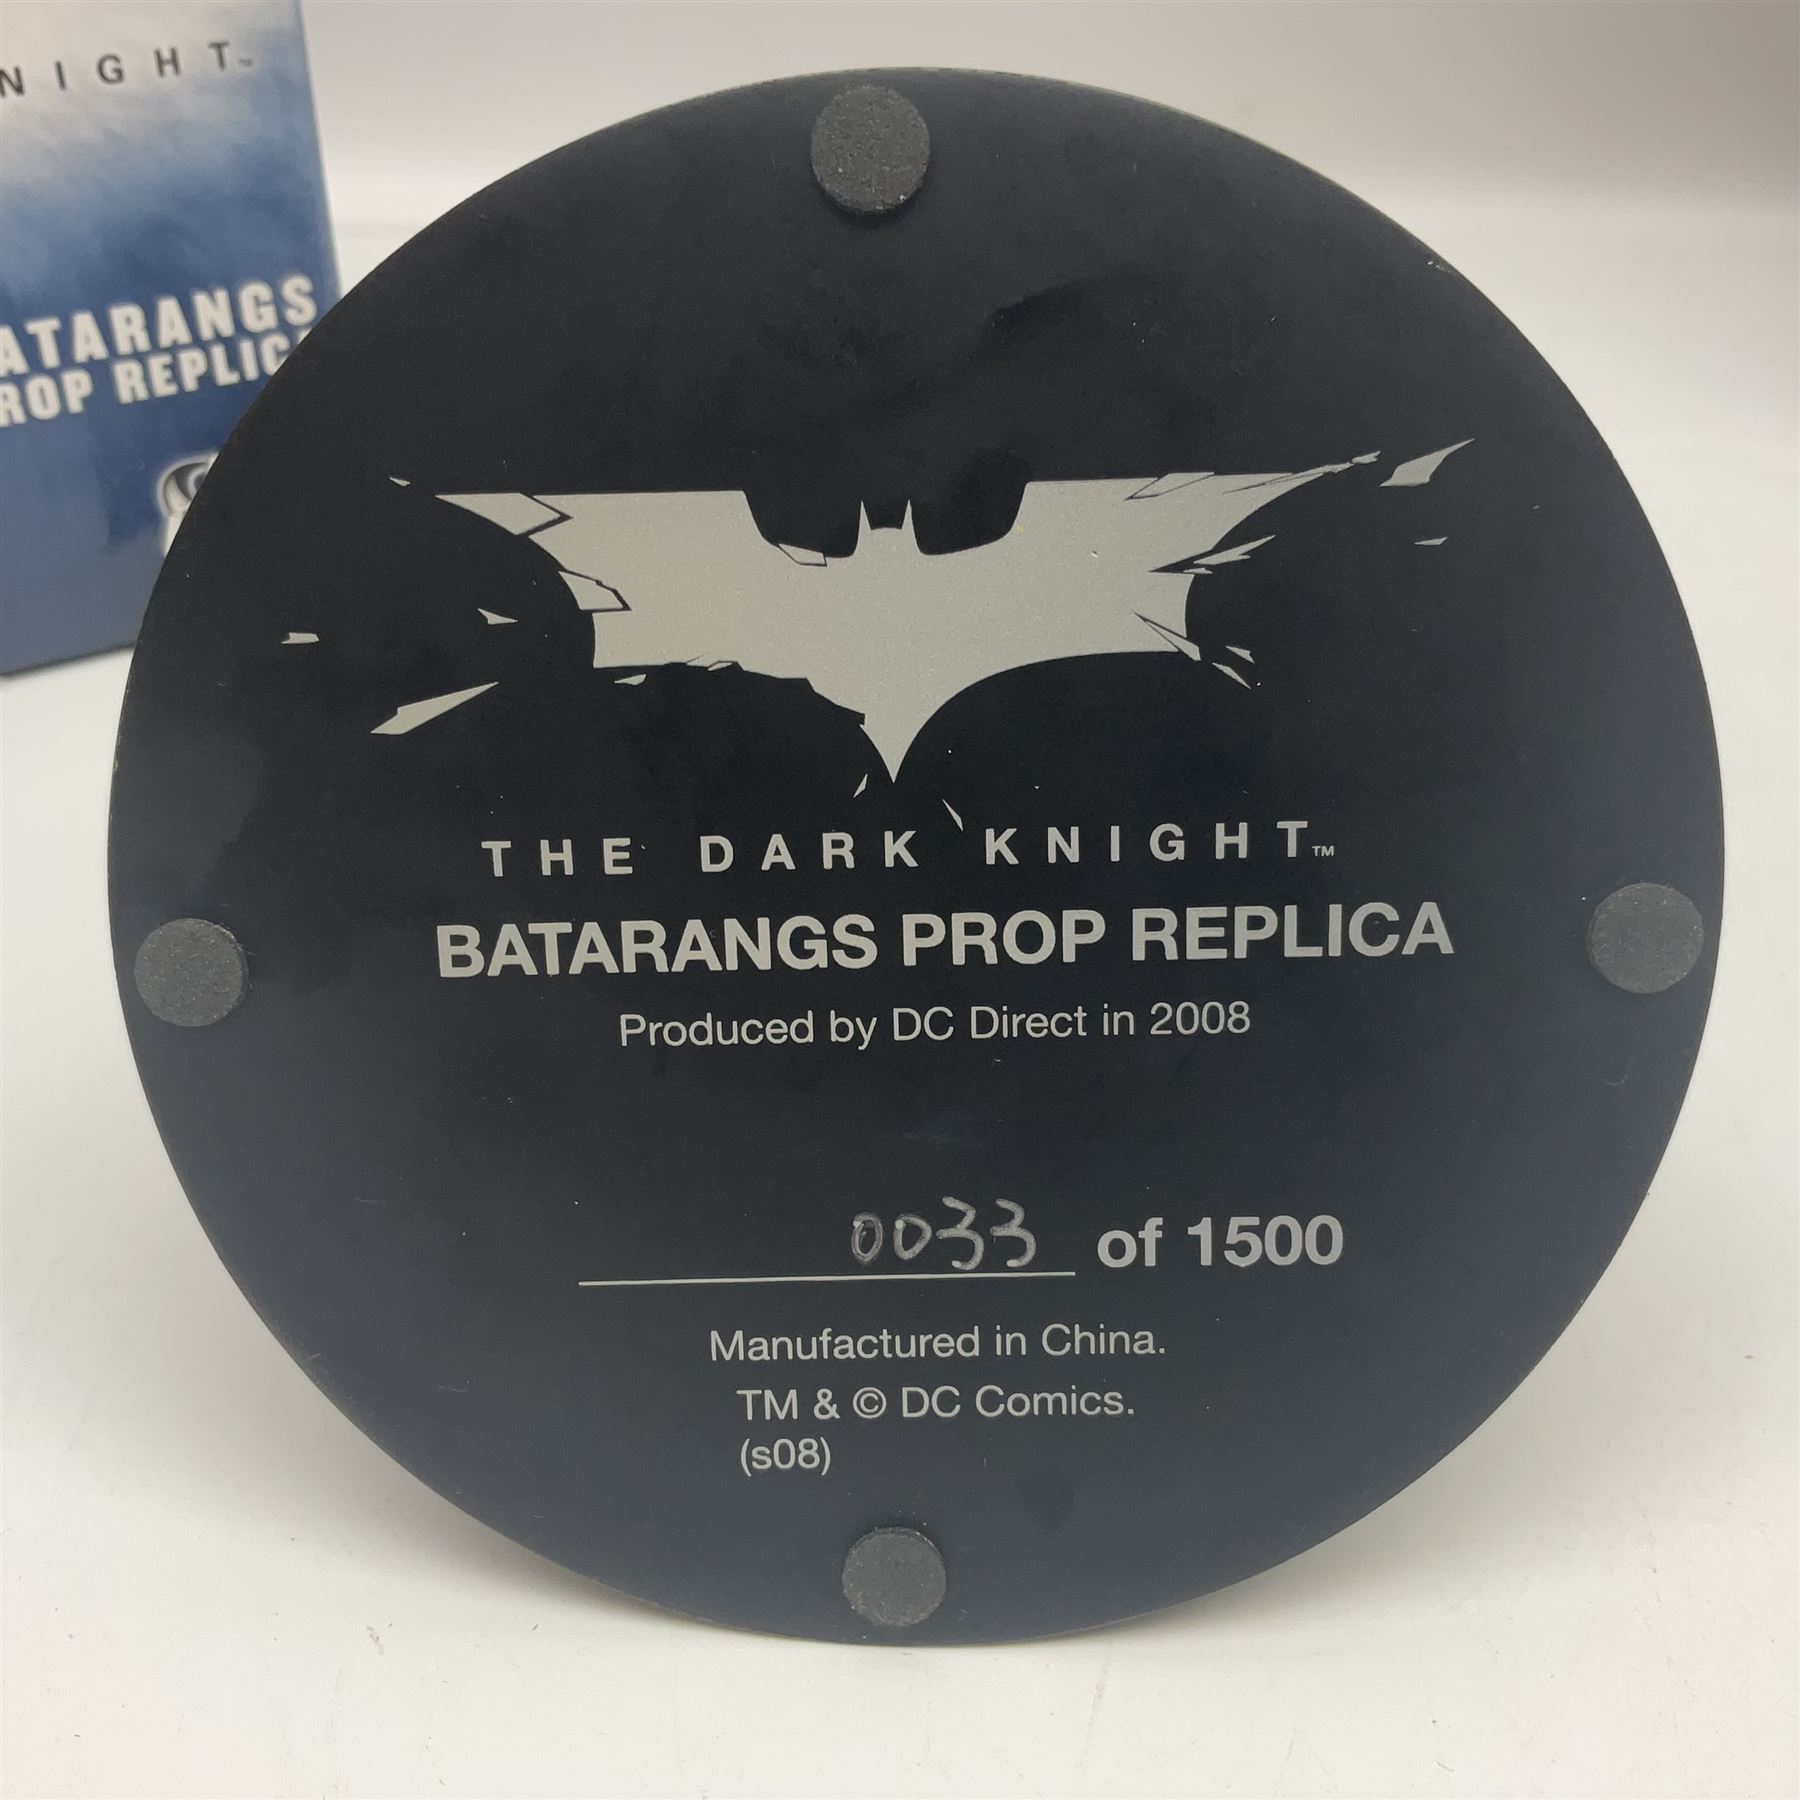 NIGHT™
ATARANGS
ROP REPLIC
THE DARK KNIGHT™
BATARANGS PROP REPLICA
Produced by DC Direct in 2008
0033 of 1500
Manufactured in China.
TM & © DC Comics.
(s08)